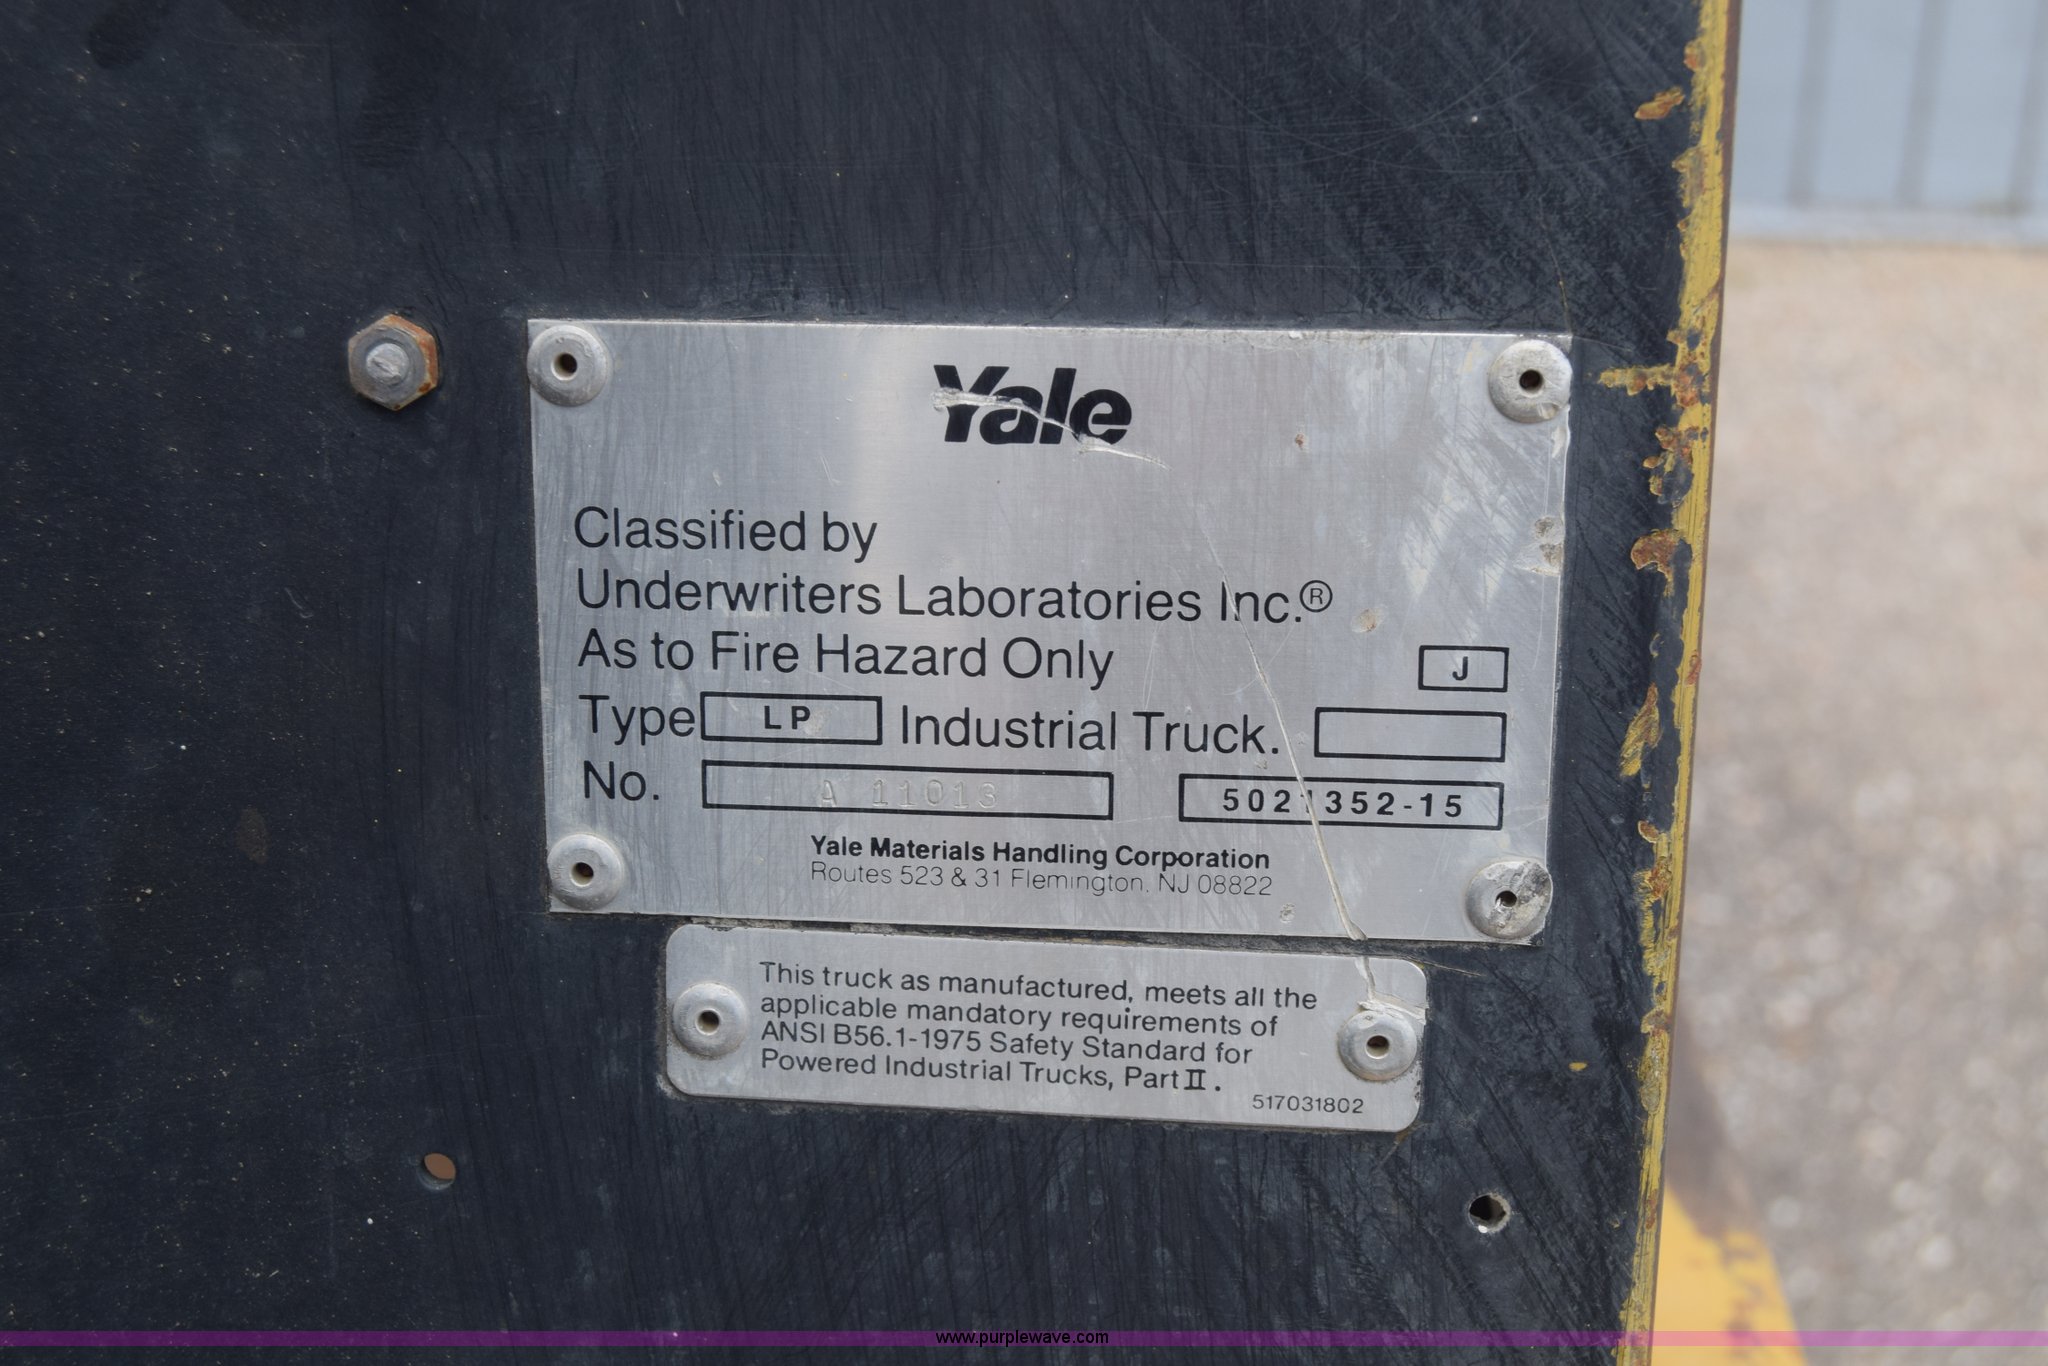 Yale
Classified by
Underwriters Laboratories Inc.®
As to Fire Hazard Only
J
Type LP Industrial Truck.
No. A 11013 5021352-15
Yale Materials Handling Corporation
Routes 523 & 31 Flemington, NJ 08822
This truck as manufactured, meets all the
applicable mandatory requirements of
ANSI B56.1-1975 Safety Standard for
Powered Industrial Trucks, Part II.
517031802
www.purplewave.com